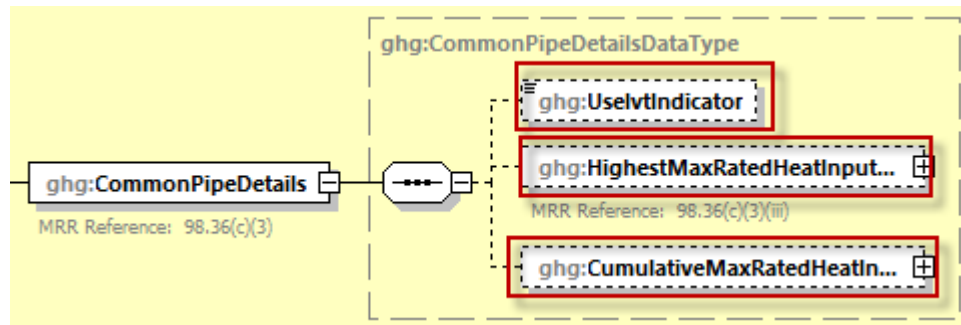 ghg:CommonPipeDetailsDataType
ghg:UseIvtIndicator
ghg:HighestMaxRatedHeatInput...
MRR Reference: 98.36(c)(3)(iii)
ghg:CommonPipeDetails
MRR Reference: 98.36(c)(3)
ghg:CumulativeMaxRatedHeatIn...